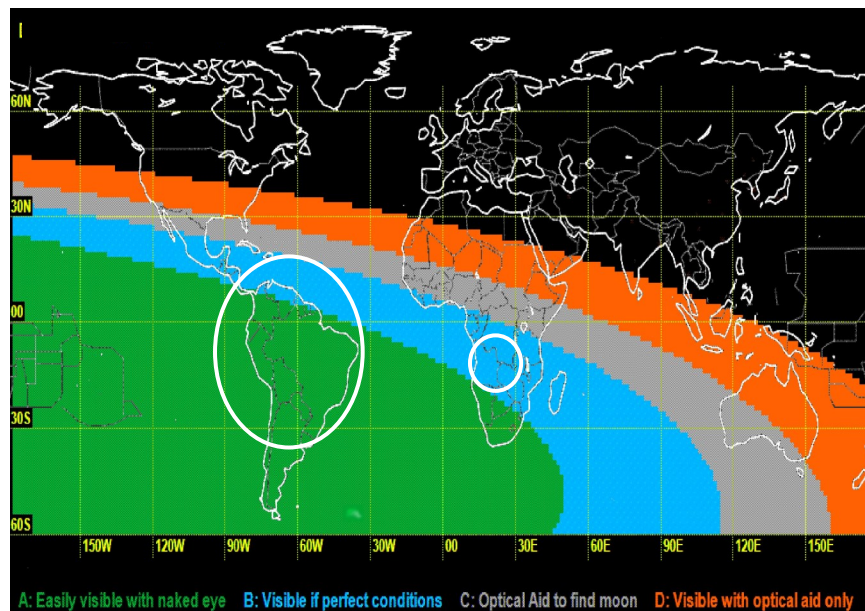 60N
30N
00
30S
60S
150W 120W 90W 60W 30W 00 30E 60E 90E 120E 150E
A: Easily visible with naked eye B: Visible if perfect conditions C: Optical Aid to find moon D: Visible with optical aid only